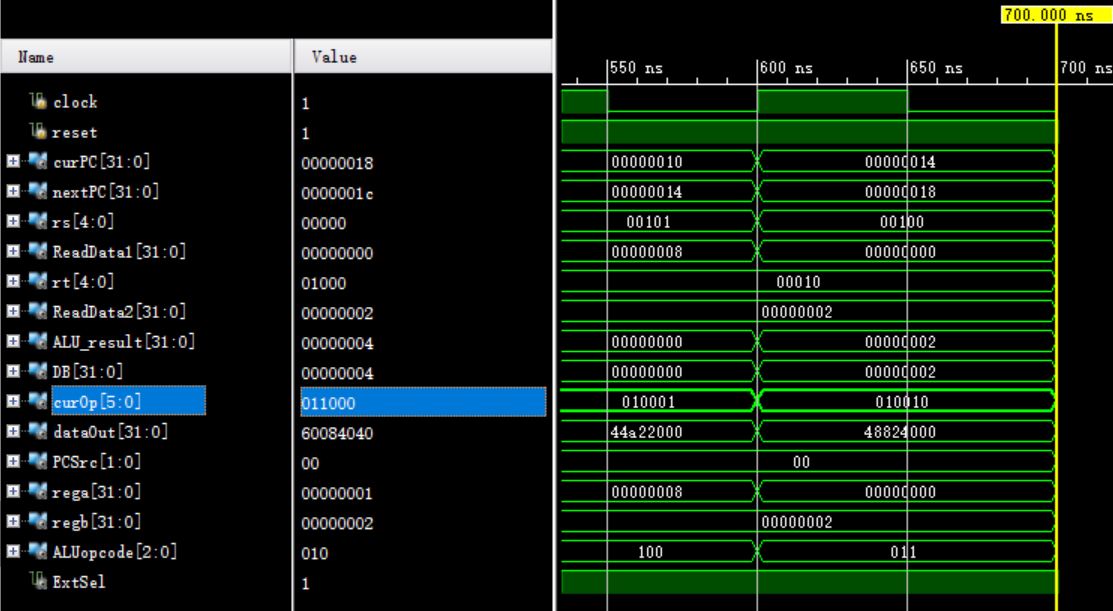 700.000 ns
Name Value
550 ns 600 ns 650 ns 700 ns
clock 1
reset 1
curPC[31:0] 00000018 00000010 00000014
nextPC[31:0] 0000001c 00000014 00000018
rs[4:0] 00000 00101 00100
ReadData1[31:0] 00000000 00000008 00000000
rt[4:0] 01000 00010
ReadData2[31:0] 00000002 00000002
ALU_result[31:0] 00000004 00000000 00000002
DB[31:0] 00000004 00000000 00000002
curOp[5:0] 011000 010001 010010
dataOut[31:0] 60084040 44a22000 48824000
PCSrc[1:0] 00 00
rega[31:0] 00000001 00000008 00000000
regb[31:0] 00000002 00000002
ALUopcode[2:0] 010 100 011
ExtSel 1